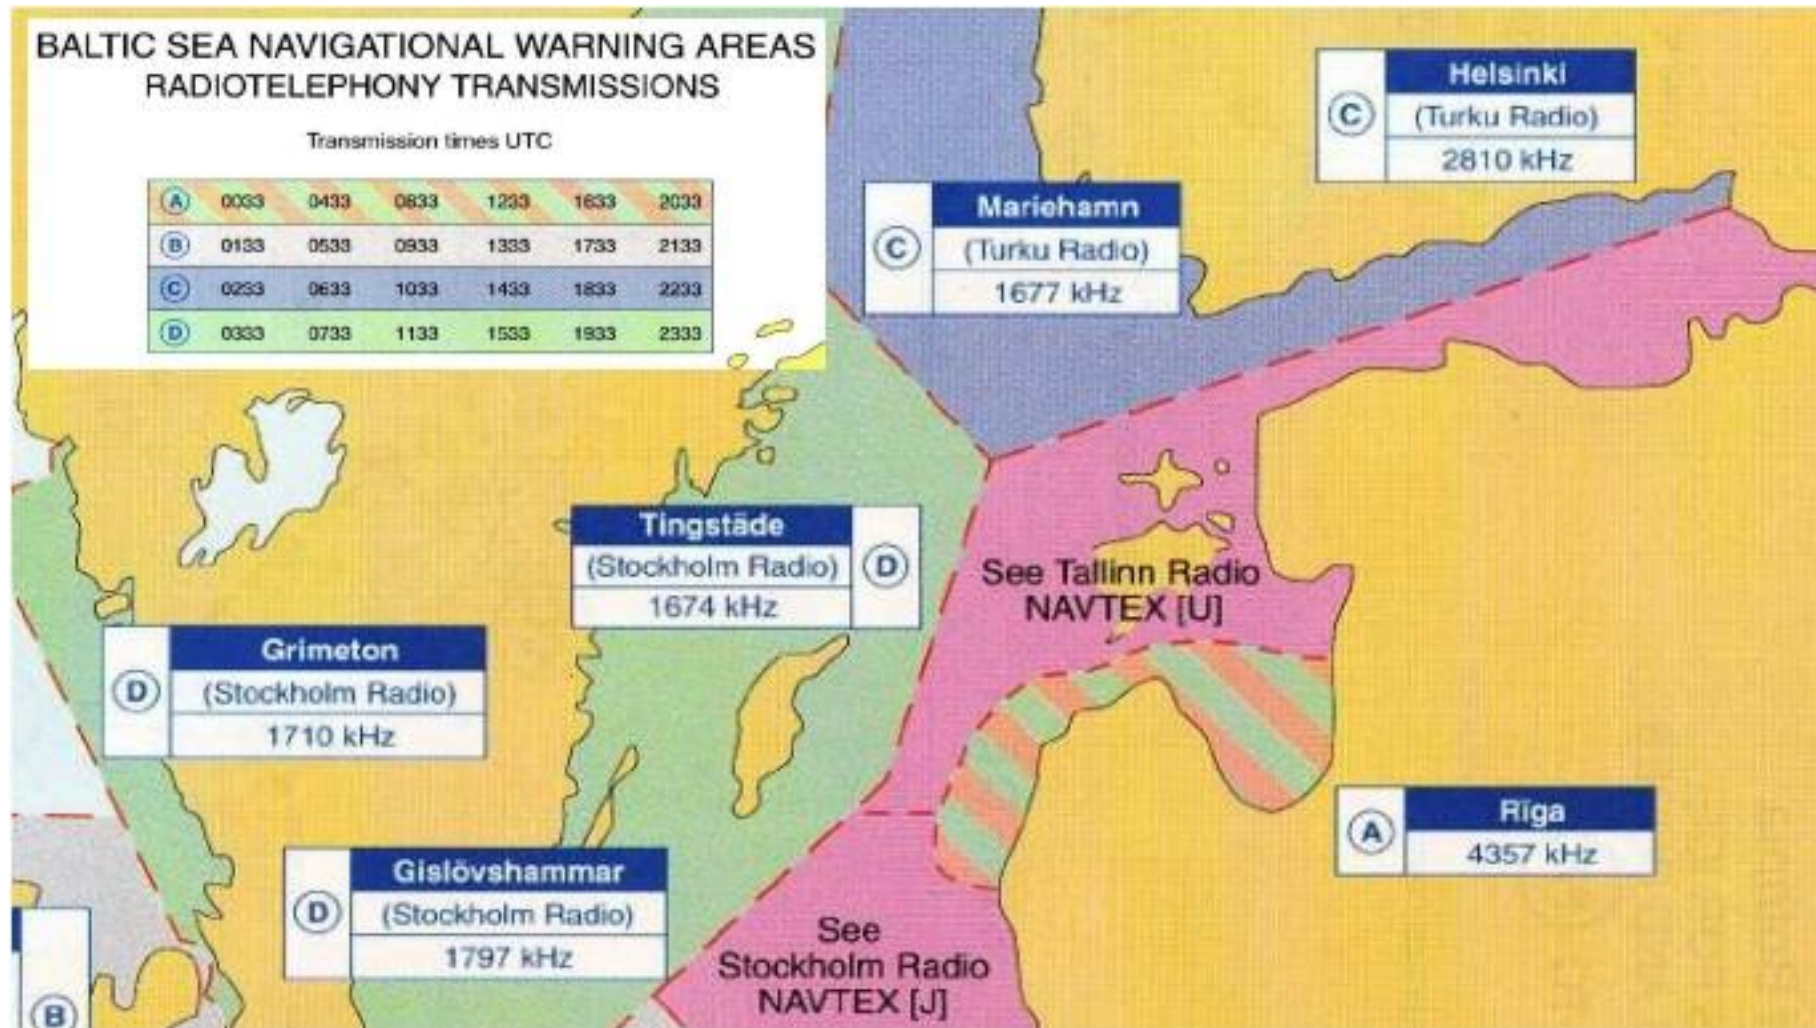 BALTIC SEA NAVIGATIONAL WARNING AREAS
RADIOTELEPHONY TRANSMISSIONS
Transmission times UTC
A 0033 0433 0833 1233 1633 2033
B 0133 0533 0933 1333 1733 2133
C 0233 0633 1033 1433 1833 2233
D 0333 0733 1133 1533 1933 2333
C
Helsinki
(Turku Radio)
2810 kHz
C
Mariehamn
(Turku Radio)
1677 kHz
Tingstäde
(Stockholm Radio)
1674 kHz
D
See Tallinn Radio
NAVTEX [U]
D
Grimeton
(Stockholm Radio)
1710 kHz
A
Rīga
4357 kHz
D
Gislövshammar
(Stockholm Radio)
1797 kHz
See
Stockholm Radio
NAVTEX [J]
B